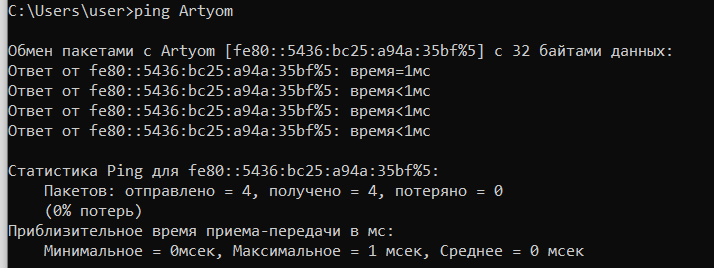 C:\Users\user>ping Artyom
Обмен пакетами с Artyom [fe80::5436:bc25:a94a:35bf%5] с 32 байтами данных:
Ответ от fe80::5436:bc25:a94a:35bf%5: время=1мс
Ответ от fe80::5436:bc25:a94a:35bf%5: время<1мс
Ответ от fe80::5436:bc25:a94a:35bf%5: время<1мс
Ответ от fe80::5436:bc25:a94a:35bf%5: время<1мс
Статистика Ping для fe80::5436:bc25:a94a:35bf%5:
Пакетов: отправлено = 4, получено = 4, потеряно = 0
(0% потерь)
Приблизительное время приема-передачи в мс:
Минимальное = 0мсек, Максимальное = 1 мсек, Среднее = 0 мсек